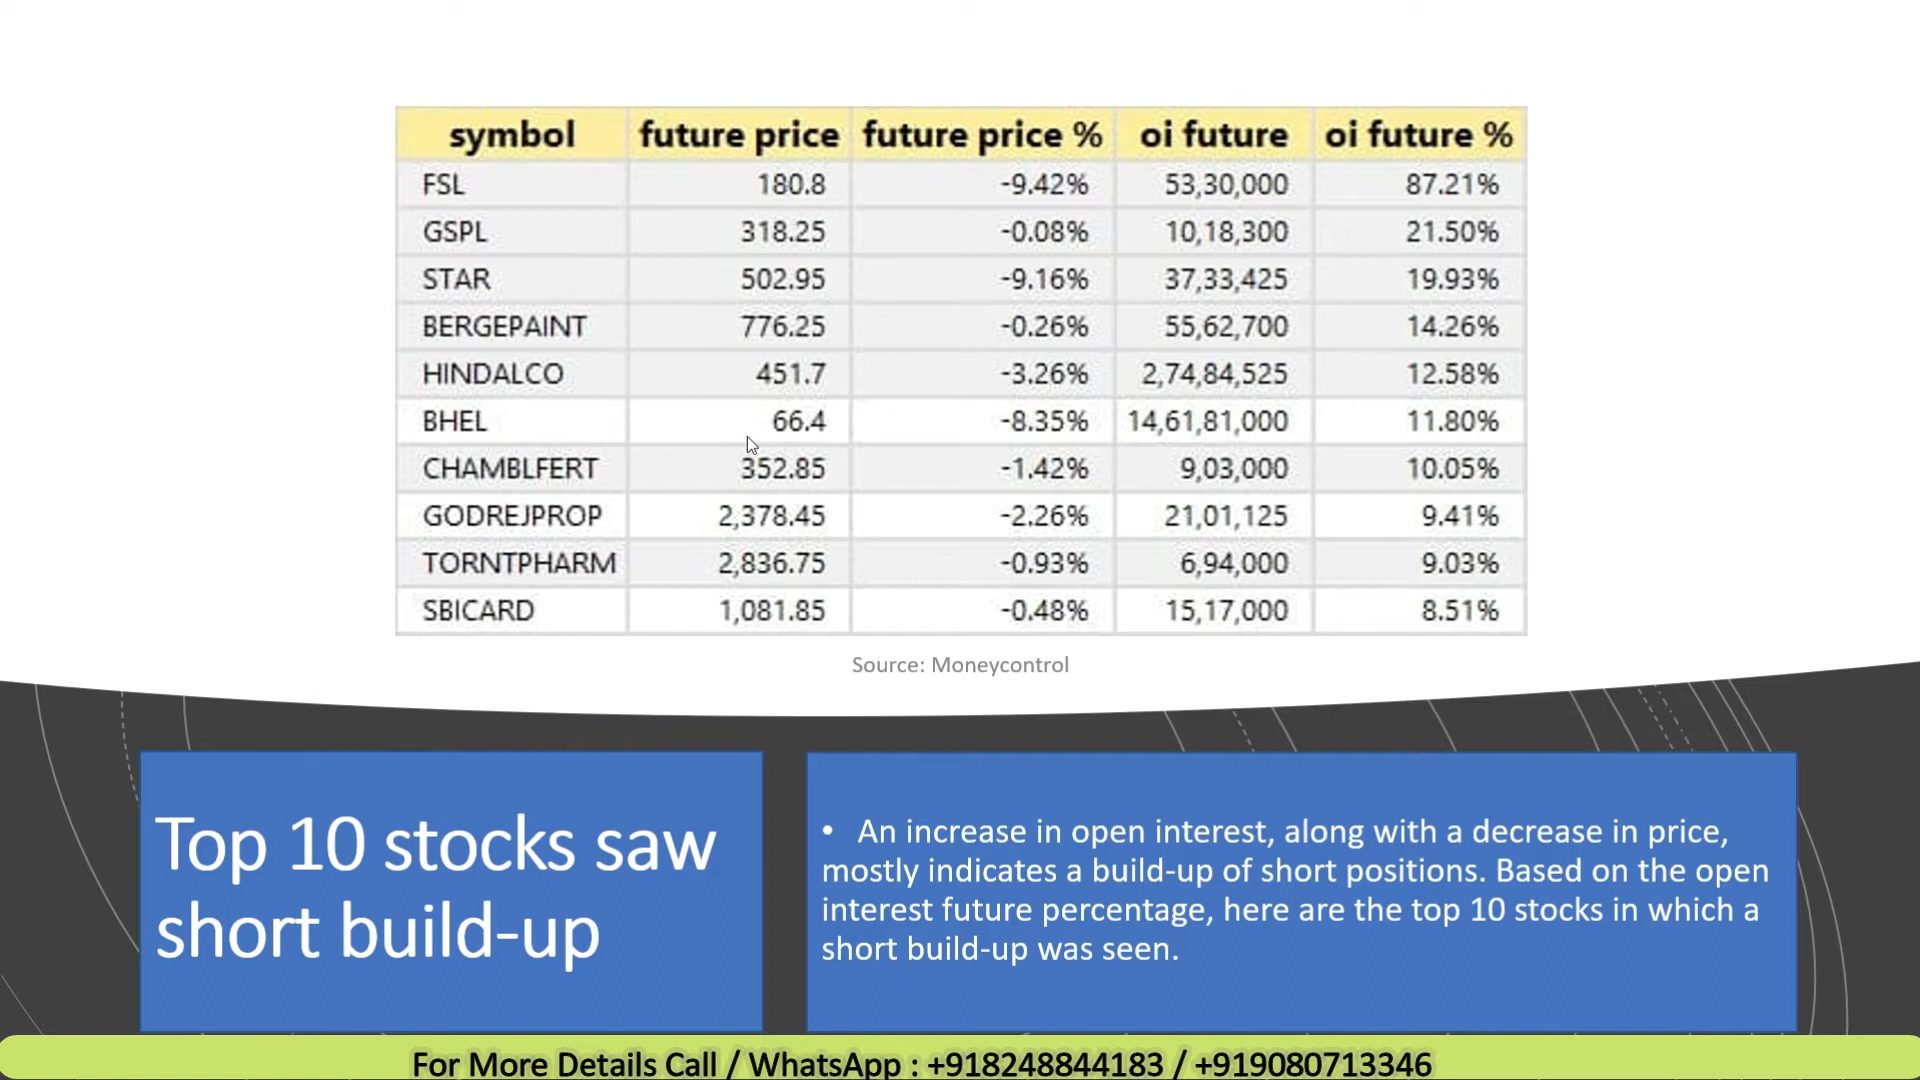 symbol future price future price % oi future oi future %
FSL 180.8 -9.42% 53,30,000 87.21%
GSPL 318.25 -0.08% 10,18,300 21.50%
STAR 502.95 -9.16% 37,33,425 19.93%
BERGEPAINT 776.25 -0.26% 55,62,700 14.26%
HINDALCO 451.7 -3.26% 2,74,84,525 12.58%
BHEL 66.4 -8.35% 14,61,81,000 11.80%
CHAMBLFERT 352.85 -1.42% 9,03,000 10.05%
GODREJPROP 2,378.45 -2.26% 21,01,125 9.41%
TORNTPHARM 2,836.75 -0.93% 6,94,000 9.03%
SBICARD 1,081.85 -0.48% 15,17,000 8.51%
Source: Moneycontrol
Top 10 stocks saw
short build-up
• An increase in open interest, along with a decrease in price,
mostly indicates a build-up of short positions. Based on the open
interest future percentage, here are the top 10 stocks in which a
short build-up was seen.
For More Details Call / WhatsApp : +918248844183 / +919080713346